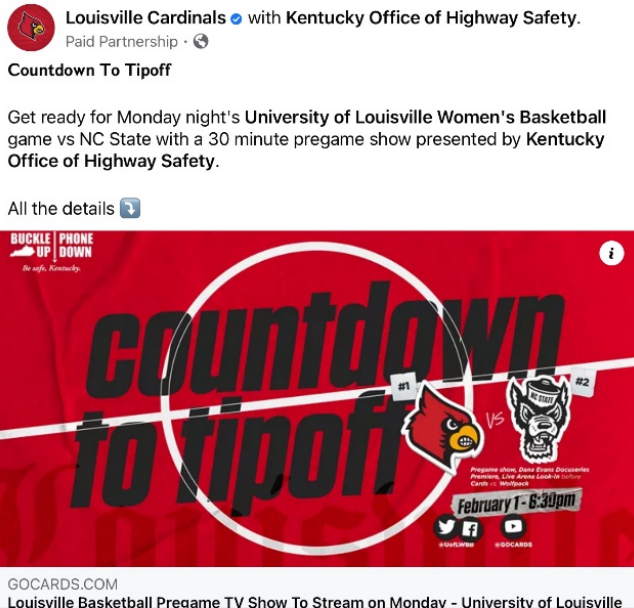 Louisville Cardinals with Kentucky Office of Highway Safety.
Paid Partnership ·
Countdown To Tipoff
Get ready for Monday night's University of Louisville Women's Basketball
game vs NC State with a 30 minute pregame show presented by Kentucky
Office of Highway Safety.
All the details
BUCKLE PHONE
UP DOWN
Be safe, Kentucky.
countdown
to tipoff
#1
#2
NC STATE
VS
Pregame show, Dana Evans Docuseries
Premiere, Live Arena Look-In before
Cards vs. Wolfpack
February 1 - 6:30pm
@UofLWBB
@GOCARDS
Louisville
GOCARDS.COM
Louisville Basketball Pregame TV Show To Stream on Monday - University of Louisville